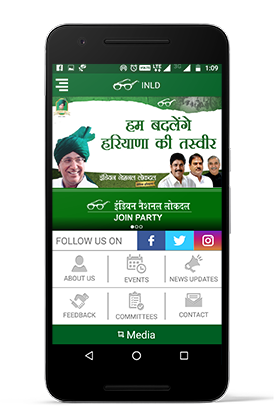 1:09
INLD
हम बदलेंगे
हरियाणा की तस्वीर
इंडियन नेशनल लोकदल
इंडियन नैशनल लोकदल
JOIN PARTY
FOLLOW US ON
ABOUT US
EVENTS
NEWS UPDATES
FEEDBACK
COMMITTEES
CONTACT
Media